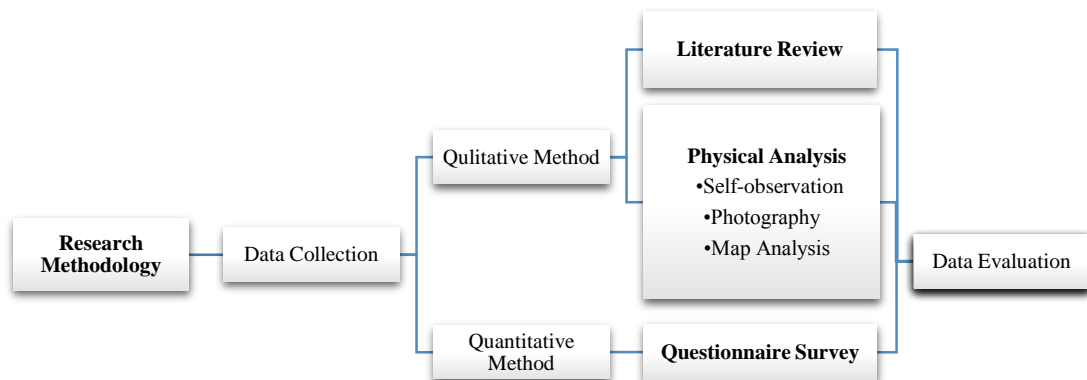 Research
Methodology
Data Collection
Qulitative Method
Quantitative
Method
Literature Review
Physical Analysis
•Self-observation
•Photography
•Map Analysis
Questionnaire Survey
Data Evaluation